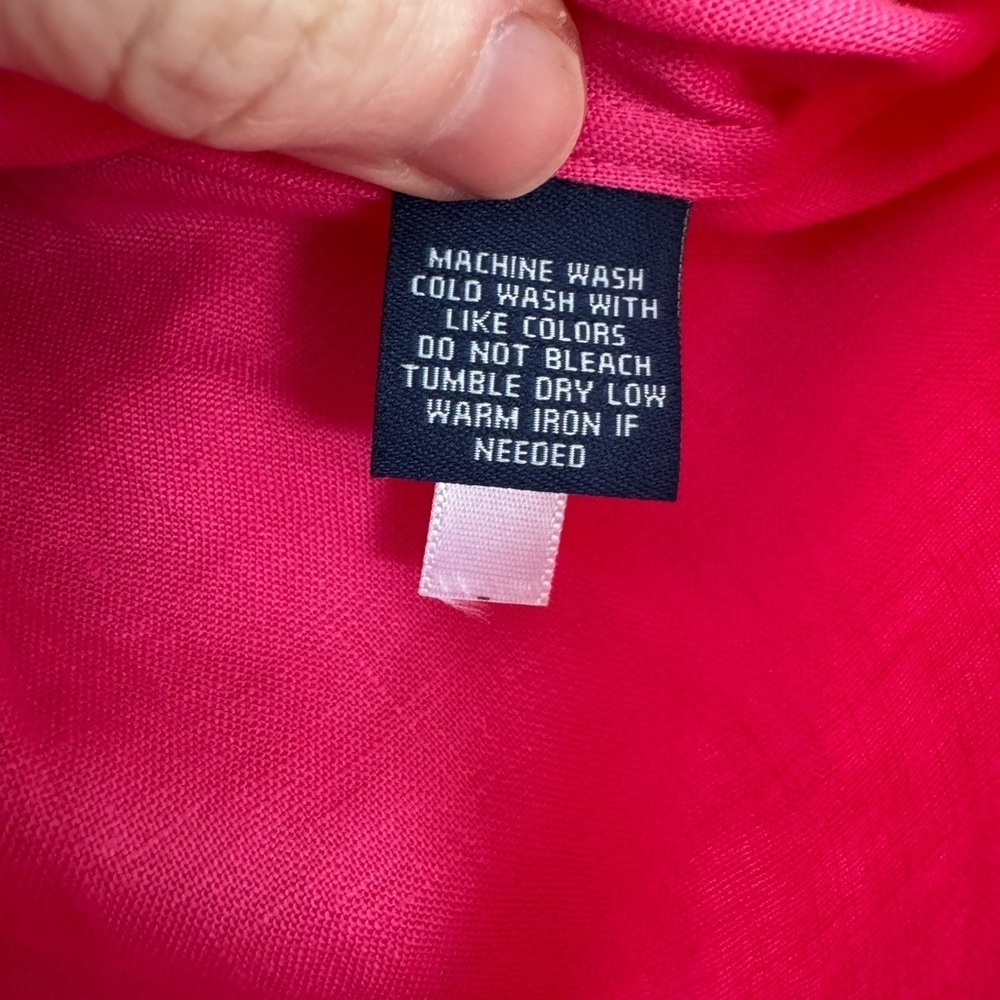 MACHINE WASH
COLD WASH WITH
LIKE COLORS
DO NOT BLEACH
TUMBLE DRY LOW
WARM IRON IF
NEEDED